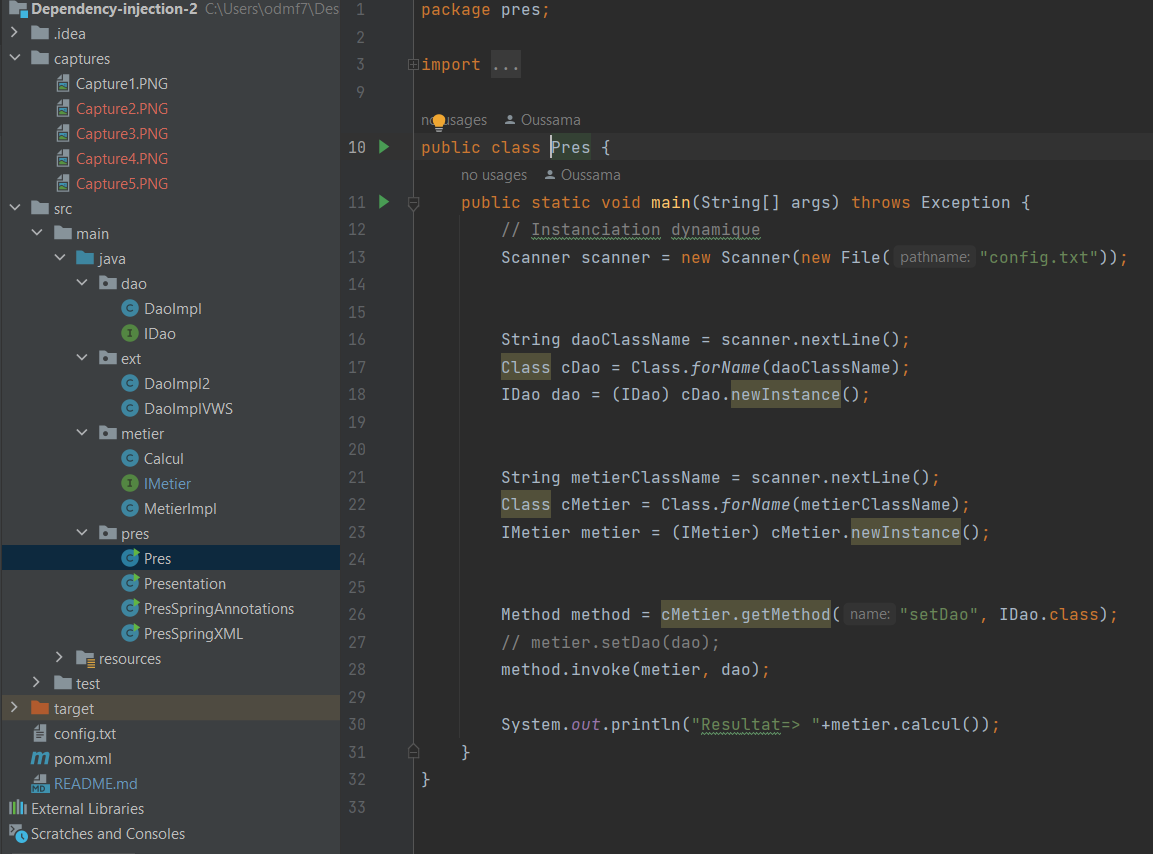 Dependency-injection-2 C:\Users\odmf7\Des
.idea
captures
Capture1.PNG
Capture2.PNG
Capture3.PNG
Capture4.PNG
Capture5.PNG
src
main
java
dao
DaoImpl
IDao
ext
DaoImpl2
DaoImplVWS
metier
Calcul
IMetier
MetierImpl
pres
Pres
Presentation
PresSpringAnnotations
PresSpringXML
resources
test
target
config.txt
pom.xml
README.md
External Libraries
Scratches and Consoles
1 package pres;
2
3 import ...
9
no usages Oussama
10 public class Pres {
no usages Oussama
11 public static void main(String[] args) throws Exception {
12 // Instanciation dynamique
13 Scanner scanner = new Scanner(new File( pathname: "config.txt"));
14
15
16 String daoClassName = scanner.nextLine();
17 Class cDao = Class.forName(daoClassName);
18 IDao dao = (IDao) cDao.newInstance();
19
20
21 String metierClassName = scanner.nextLine();
22 Class cMetier = Class.forName(metierClassName);
23 IMetier metier = (IMetier) cMetier.newInstance();
24
25
26 Method method = cMetier.getMethod( name: "setDao", IDao.class);
27 // metier.setDao(dao);
28 method.invoke(metier, dao);
29
30 System.out.println("Resultat=> "+metier.calcul());
31 }
32 }
33